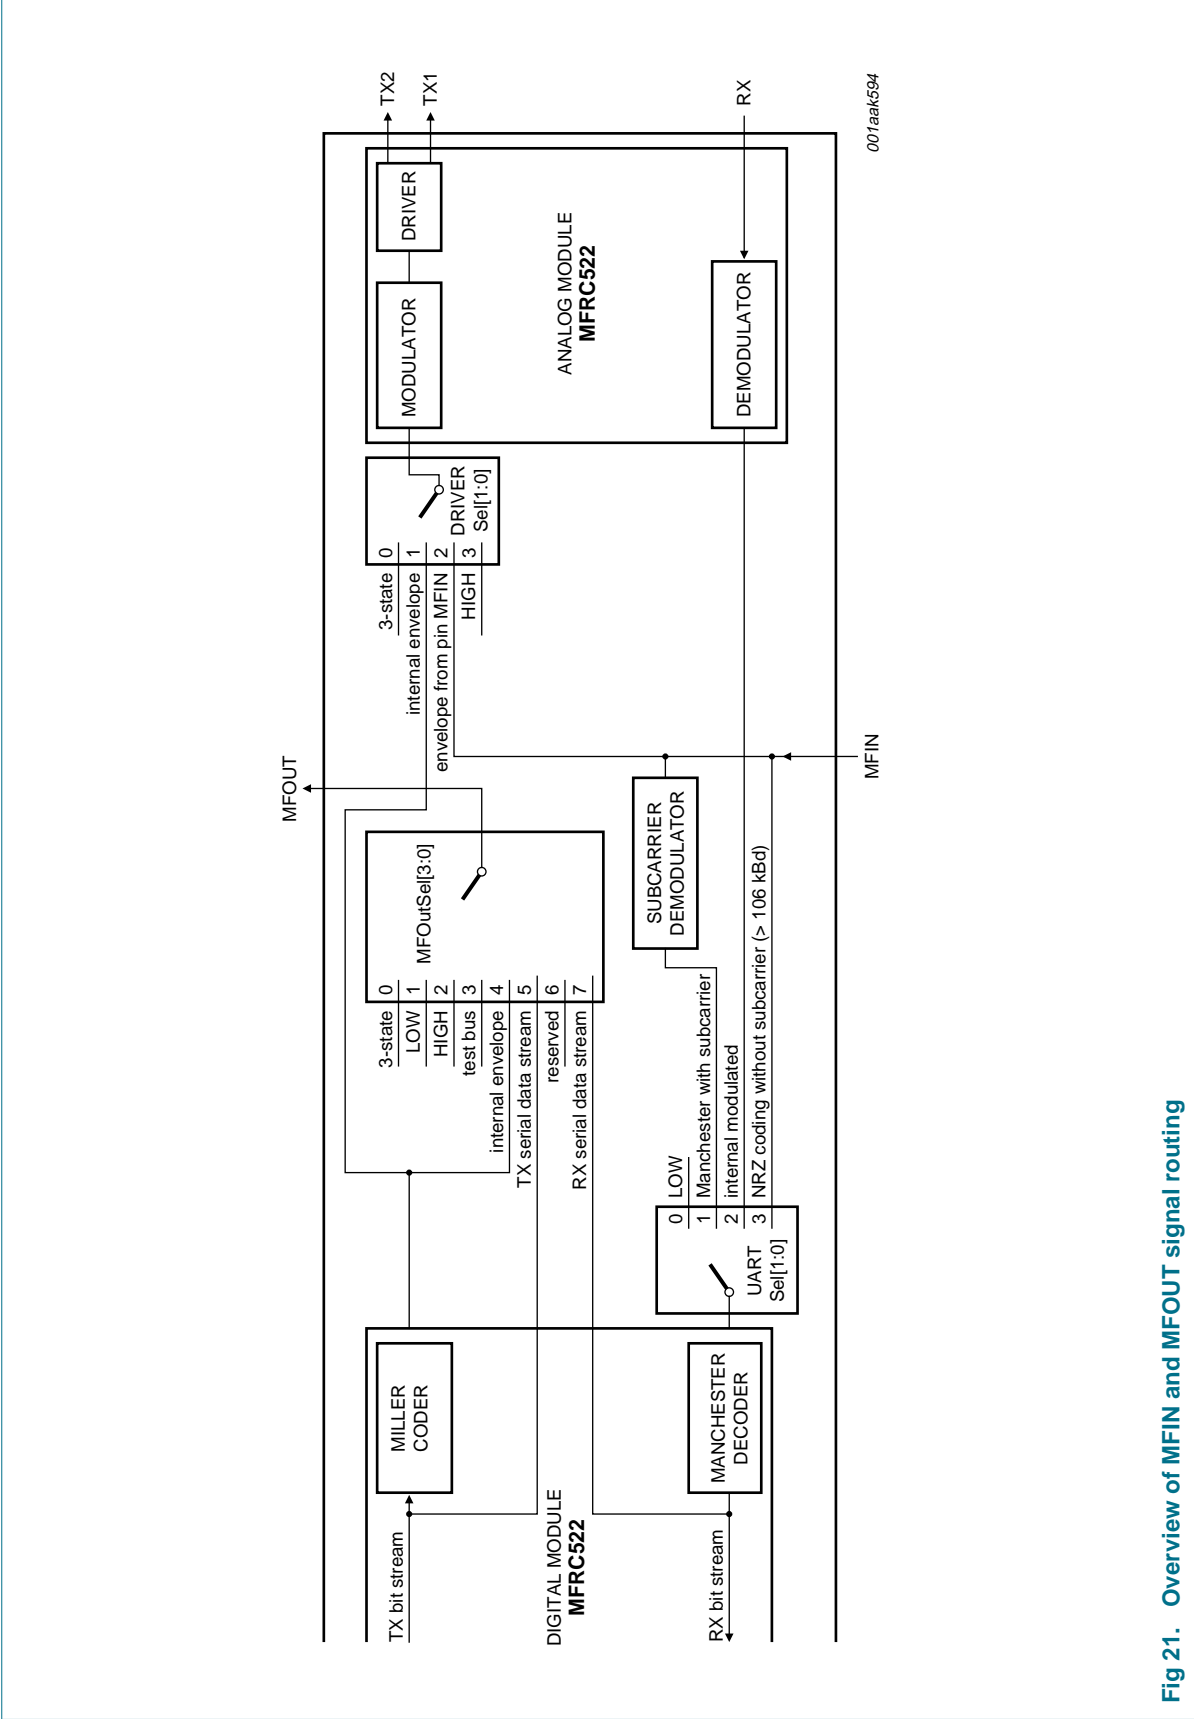 TX bit stream
MILLER
CODER
DIGITAL MODULE
MFRC522
RX bit stream
MANCHESTER
DECODER
UART
Sel[1:0]
0
1
2
3
LOW
Manchester with subcarrier
internal modulated
NRZ coding without subcarrier (> 106 kBd)
3-state
LOW
HIGH
test bus
internal envelope
TX serial data stream
reserved
RX serial data stream
0
1
2
3
4
5
6
7
MFOutSel[3:0]
SUBCARRIER
DEMODULATOR
MFOUT
MFIN
3-state
internal envelope
envelope from pin MFIN
HIGH
0
1
2
3
DRIVER
Sel[1:0]
MODULATOR
DRIVER
ANALOG MODULE
MFRC522
DEMODULATOR
TX2
TX1
RX
001aak594
Fig 21. Overview of MFIN and MFOUT signal routing